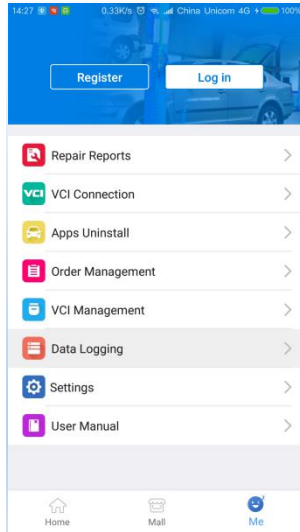 14:27 0.33K/s China Unicom 4G 100%
Register Log in
Repair Reports
VCI VCI Connection
Apps Uninstall
Order Management
VCI Management
Data Logging
Settings
User Manual
Home Mall Me